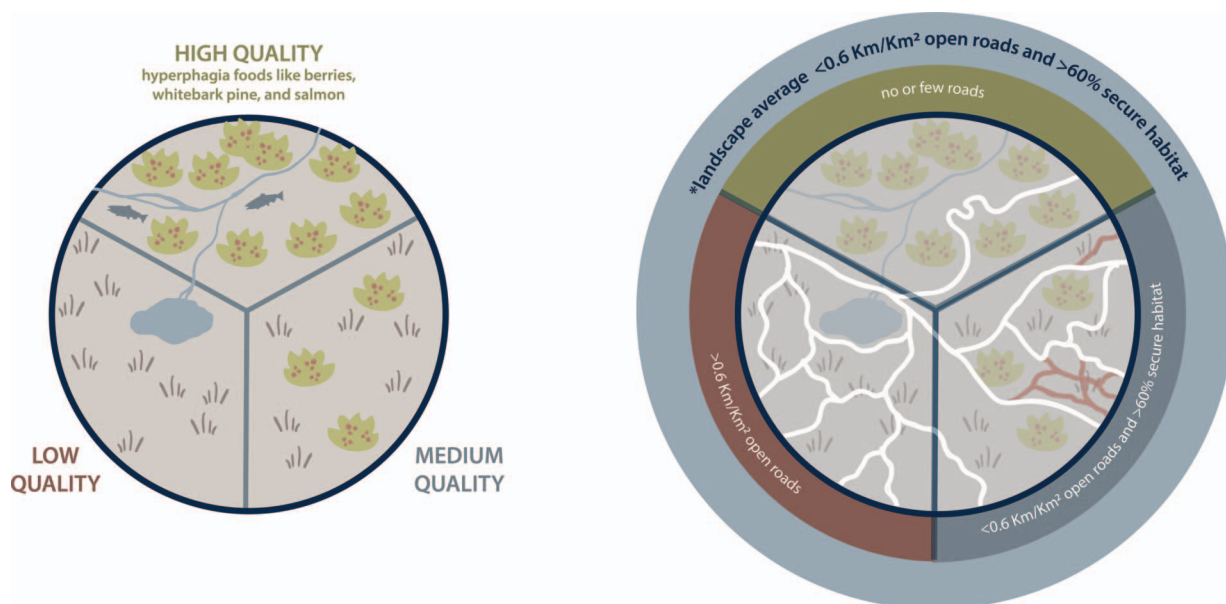 HIGH QUALITY
hyperphagia foods like berries,
whitebark pine, and salmon
LOW
QUALITY
MEDIUM
QUALITY
*landscape average <0.6 Km/Km² open roads and >60% secure habitat
no or few roads
>0.6 Km/Km² open roads
<0.6 Km/Km² open roads and >60% secure habitat